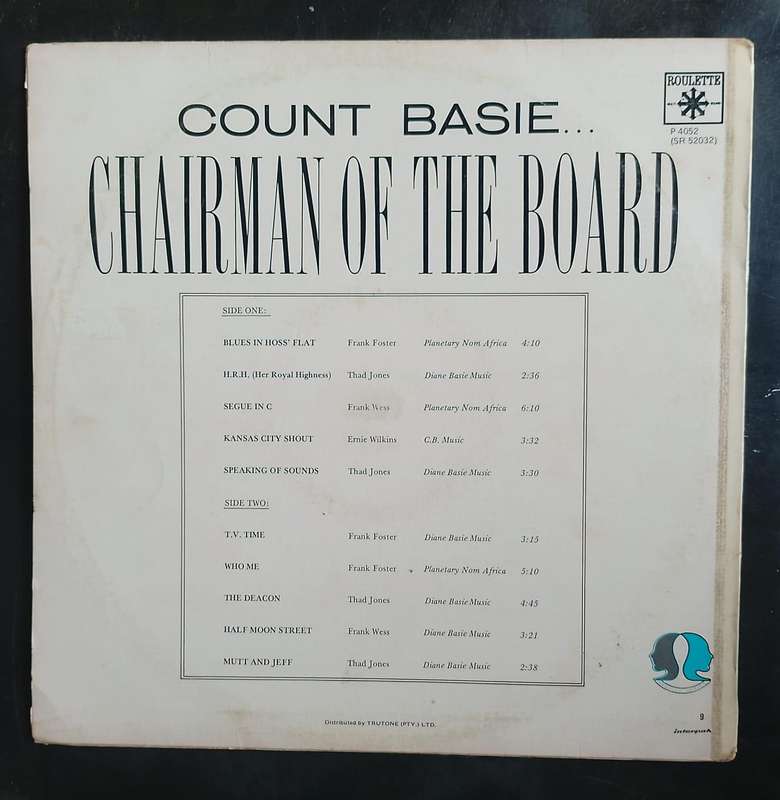 ROULETTE
P 4052
(SR 52032)
COUNT BASIE...
CHAIRMAN OF THE BOARD
SIDE ONE:
BLUES IN HOSS' FLAT Frank Foster Planetary Nom Africa 4:10
H.R.H. (Her Royal Highness) Thad Jones Diane Basie Music 2:36
SEGUE IN C Frank Wess Planetary Nom Africa 6:10
KANSAS CITY SHOUT Ernie Wilkins C.B. Music 3:32
SPEAKING OF SOUNDS Thad Jones Diane Basie Music 3:30
SIDE TWO:
T.V. TIME Frank Foster Diane Basie Music 3:15
WHO ME Frank Foster Planetary Nom Africa 5:10
THE DEACON Thad Jones Diane Basie Music 4:45
HALF MOON STREET Frank Wess Diane Basie Music 3:21
MUTT AND JEFF Thad Jones Diane Basie Music 2:38
9
Distributed by TRUTONE (PTY.) LTD.